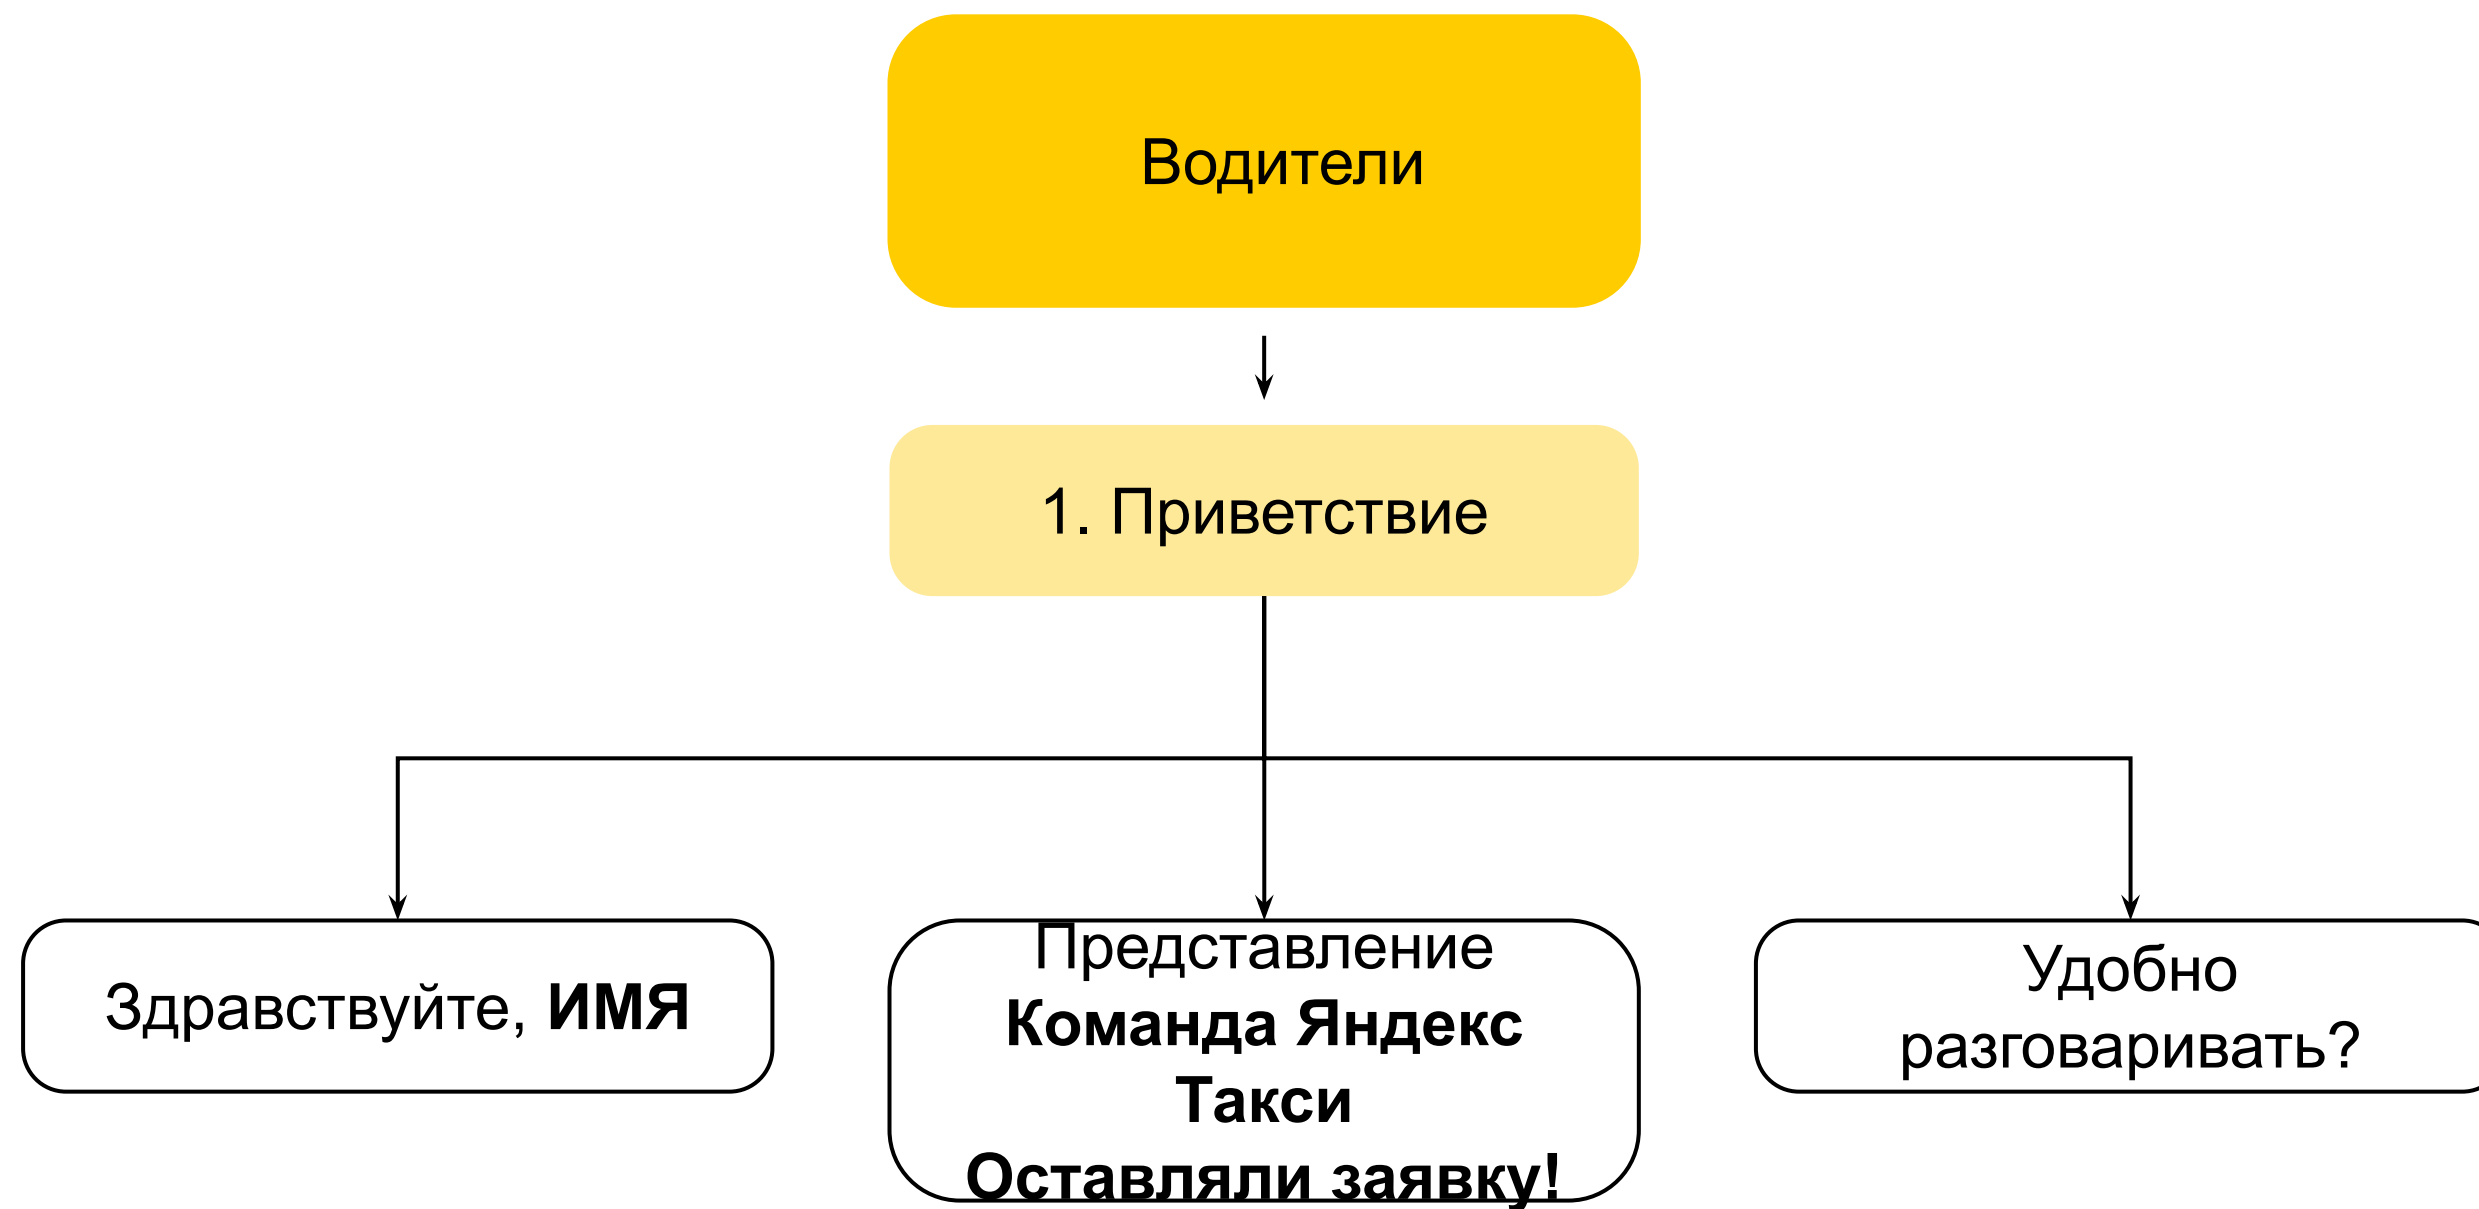 Водители
1. Приветствие
Здравствуйте, ИМЯ
Представление
Команда Яндекс
Такси
Оставляли заявку!
Удобно
разговаривать?